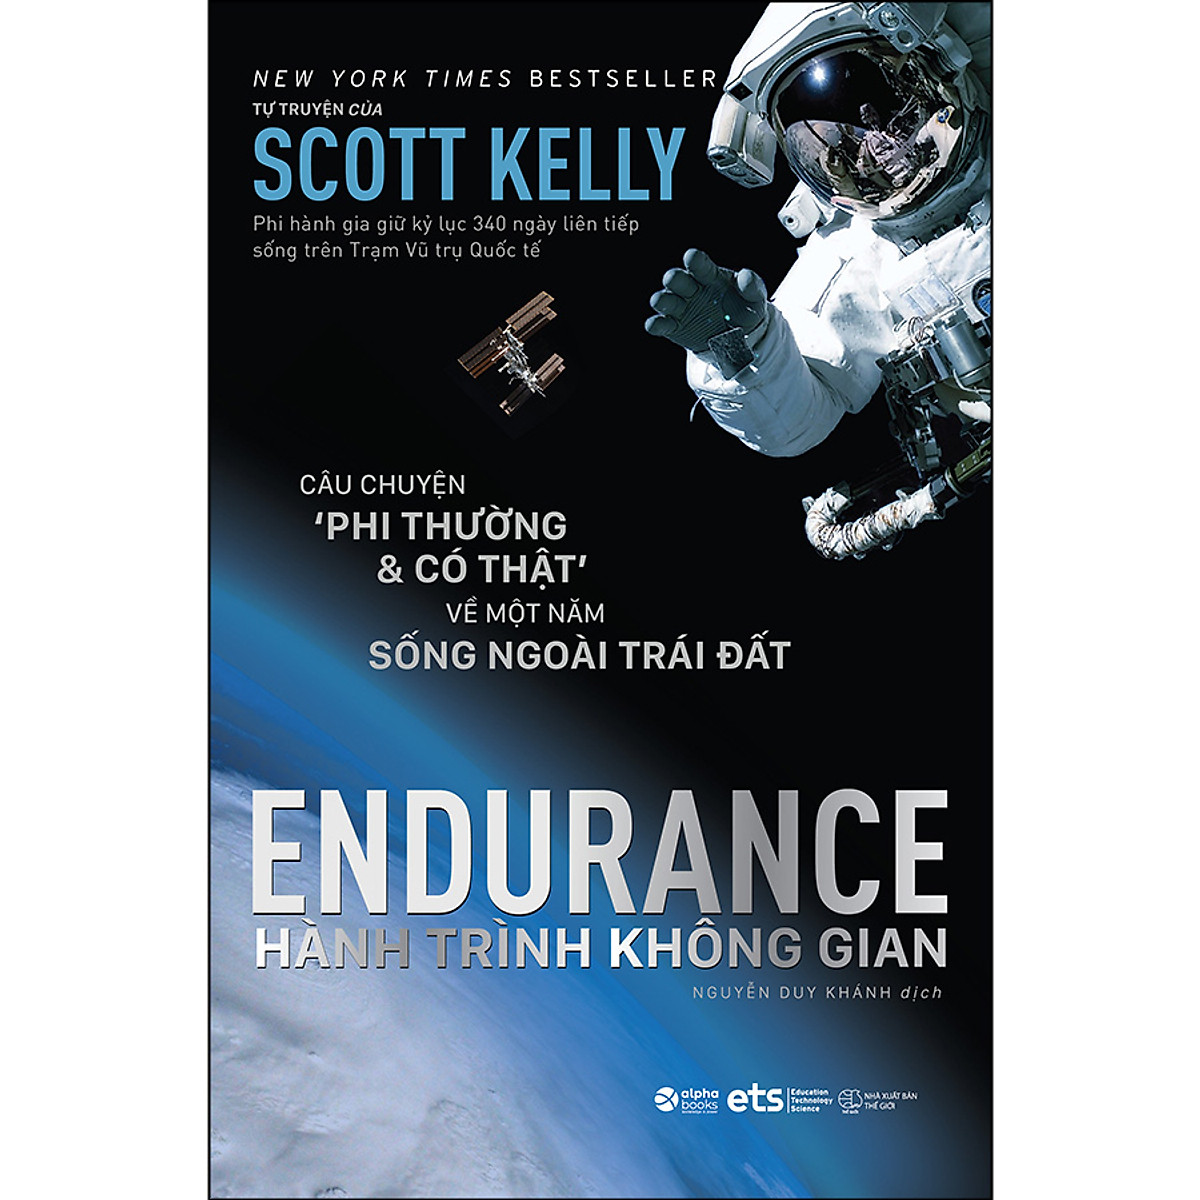 NEW YORK TIMES BESTSELLER
TỰ TRUYỆN CỦA
SCOTT KELLY
Phi hành gia giữ kỷ lục 340 ngày liên tiếp
sống trên Trạm Vũ trụ Quốc tế
CÂU CHUYỆN
‘PHI THƯỜNG
& CÓ THẬT’
VỀ MỘT NĂM
SỐNG NGOÀI TRÁI ĐẤT
ENDURANCE
HÀNH TRÌNH KHÔNG GIAN
NGUYỄN DUY KHÁNH dịch
alpha
books
knowledge is power
ets
Education
Technology
Science
NHÀ XUẤT BẢN
THẾ GIỚI